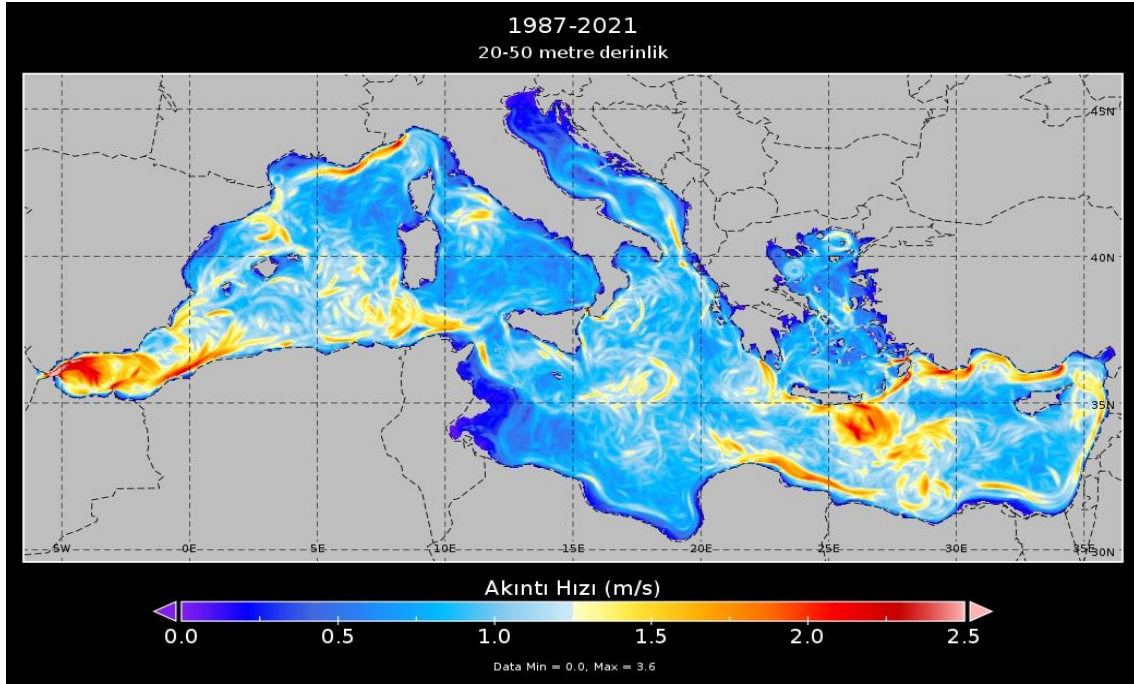 1987-2021
20-50 metre derinlik
45N
40N
35N
5W 0E 5E 10E 15E 20E 25E 30E 35E 30N
Akıntı Hızı (m/s)
0.0 0.5 1.0 1.5 2.0 2.5
Data Min = 0.0, Max = 3.6